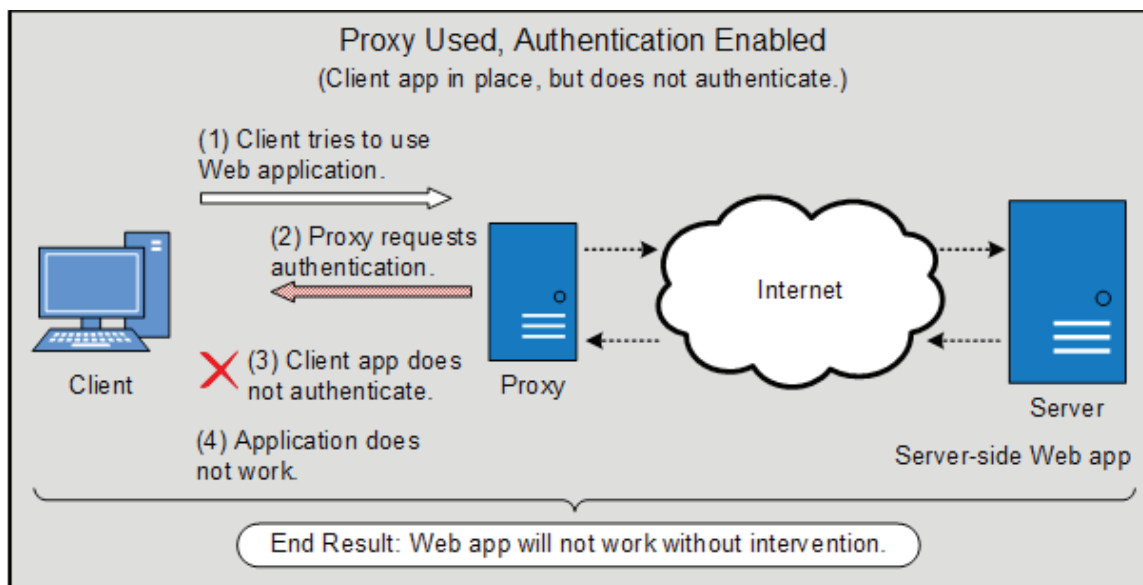 Proxy Used, Authentication Enabled
(Client app in place, but does not authenticate.)
(1) Client tries to use
Web application.
(2) Proxy requests
authentication.
Internet
Client
(3) Client app does
not authenticate.
Proxy
Server
(4) Application does
not work.
Server-side Web app
End Result: Web app will not work without intervention.